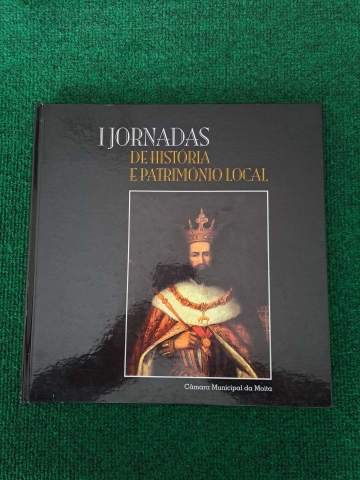 I JORNADAS
DE HISTÓRIA
E PATRIMÓNIO LOCAL
Câmara Municipal da Moita